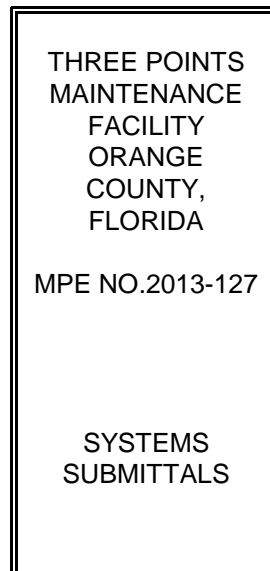 THREE POINTS
MAINTENANCE
FACILITY
ORANGE
COUNTY,
FLORIDA
MPE NO.2013-127
SYSTEMS
SUBMITTALS